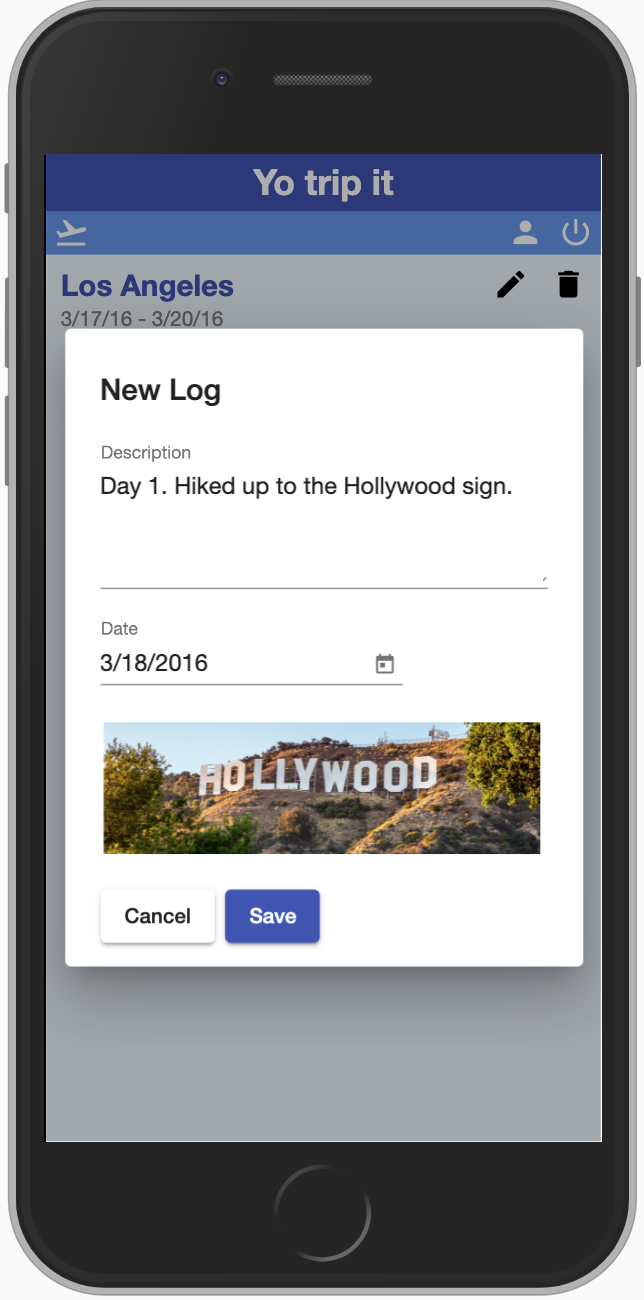 Yo trip it
Los Angeles
3/17/16 - 3/20/16
New Log
Description
Day 1. Hiked up to the Hollywood sign.
Date
3/18/2016
HOLLYWOOD
Cancel
Save